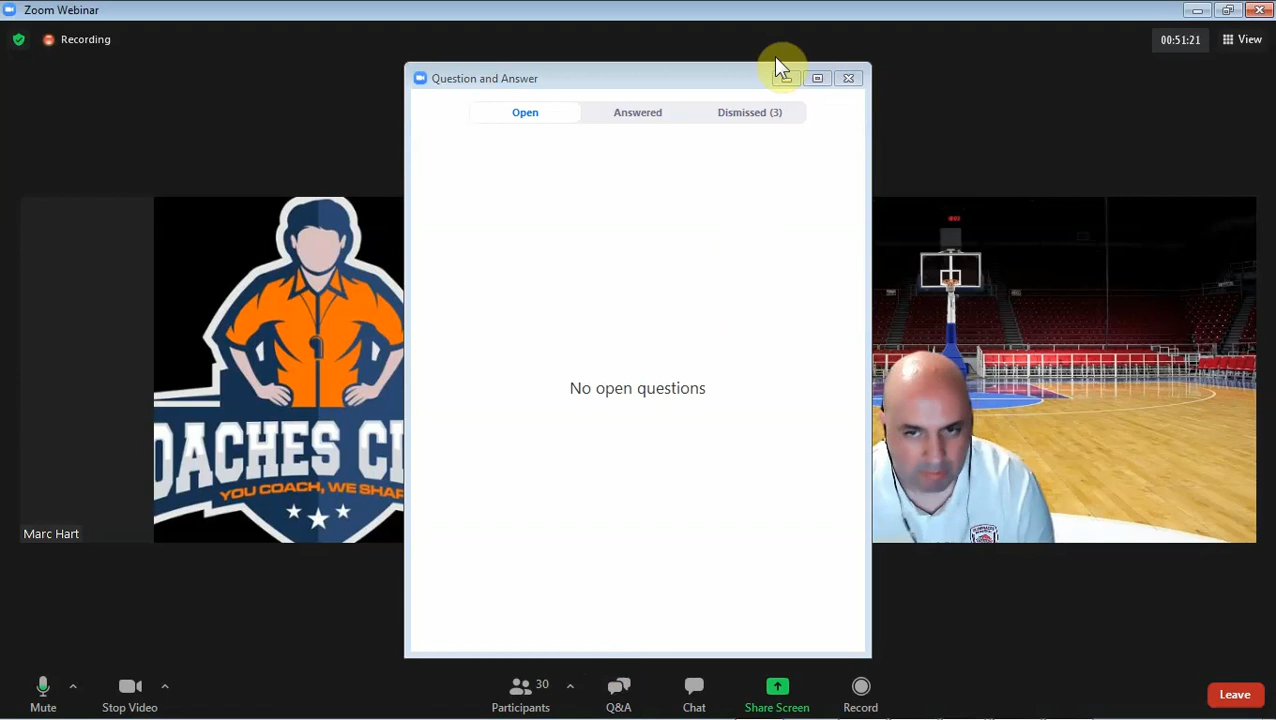 Zoom Webinar
Recording
00:51:21
View
Question and Answer
Open
Answered
Dismissed (3)
No open questions
OACHES CL
YOU COACH, WE SHAR
Marc Hart
Mute
Stop Video
30
Participants
Q&A
Chat
Share Screen
Record
Leave